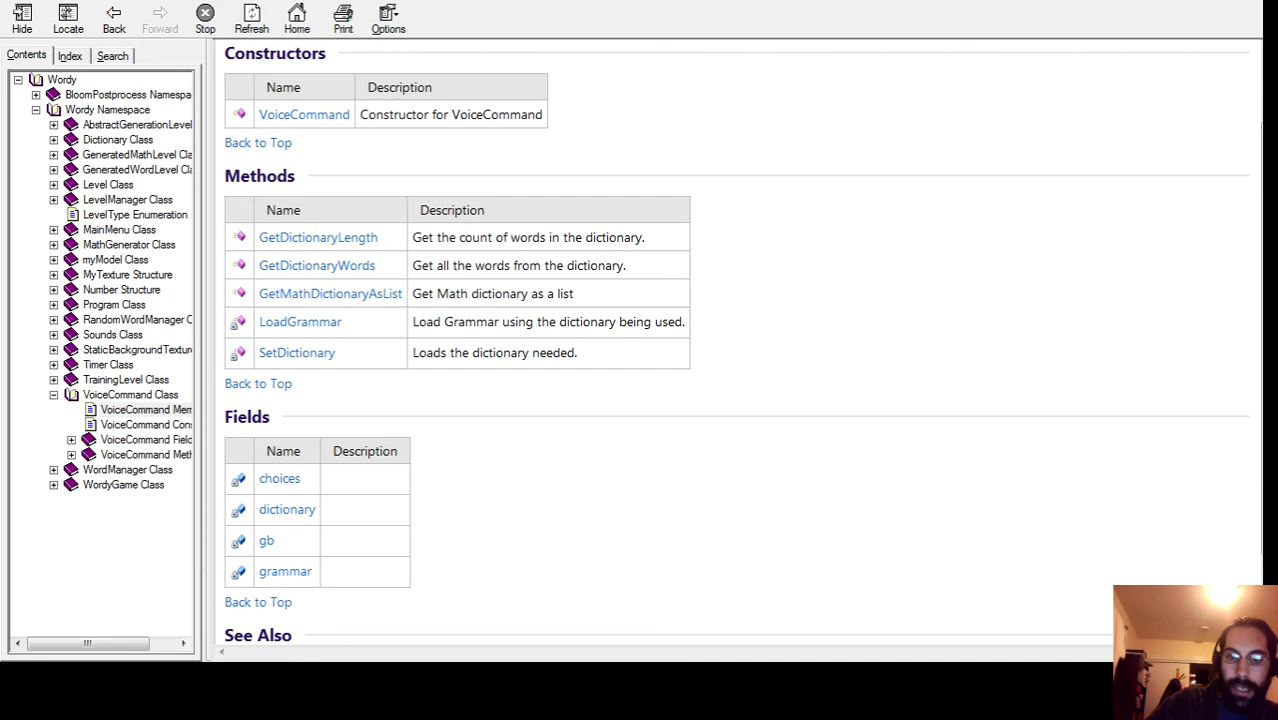 Hide Locate Back Forward Stop Refresh Home Print Options
Contents Index Search
Wordy
BloomPostprocess Namespa
Wordy Namespace
AbstractGenerationLevel
Dictionary Class
GeneratedMathLevel Cla
GeneratedWordLevel Cla
Level Class
LevelManager Class
LevelType Enumeration
MainMenu Class
MathGenerator Class
myModel Class
MyTexture Structure
Number Structure
Program Class
RandomWordManager C
Sounds Class
StaticBackgroundTexture
Timer Class
TrainingLevel Class
VoiceCommand Class
VoiceCommand Mem
VoiceCommand Cons
VoiceCommand Field
VoiceCommand Meth
WordManager Class
WordyGame Class
Constructors
Name Description
VoiceCommand Constructor for VoiceCommand
Back to Top
Methods
Name Description
GetDictionaryLength Get the count of words in the dictionary.
GetDictionaryWords Get all the words from the dictionary.
GetMathDictionaryAsList Get Math dictionary as a list
LoadGrammar Load Grammar using the dictionary being used.
SetDictionary Loads the dictionary needed.
Back to Top
Fields
Name Description
choices
dictionary
gb
grammar
Back to Top
See Also